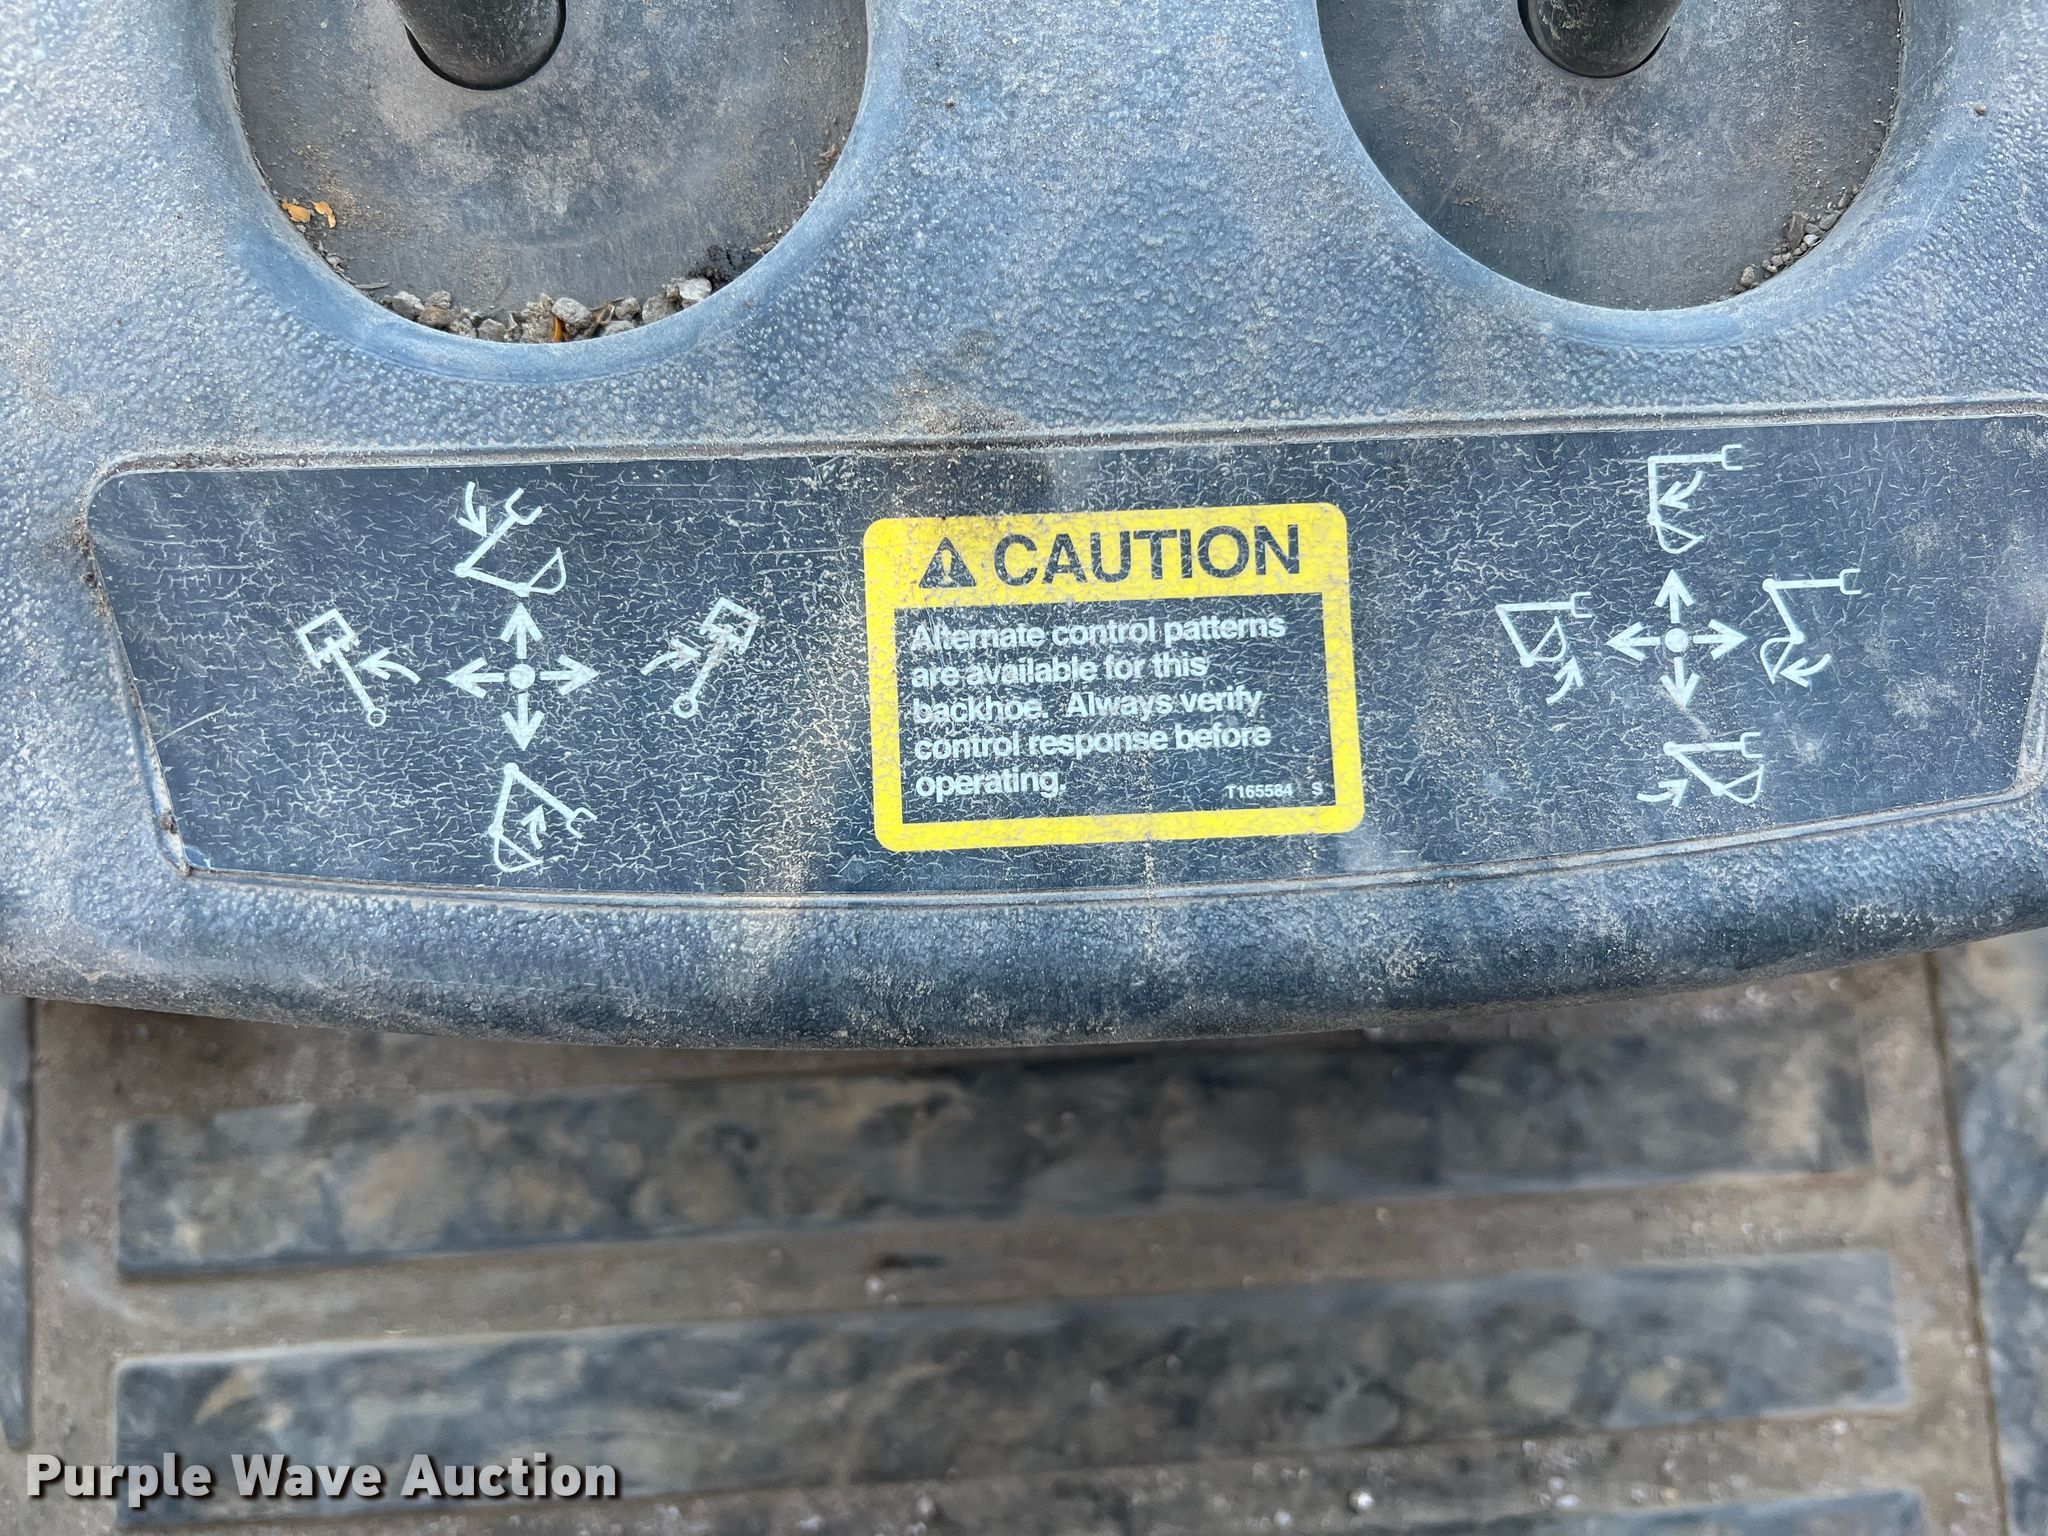 CAUTION
Alternate control patterns
are available for this
backhoe. Always verify
control response before
operating.
T165584 S
Purple Wave Auction